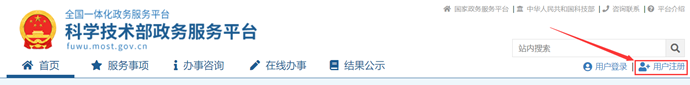 全国一体化政务服务平台
科学技术部政务服务平台
fuwu.most.gov.cn
国家政务服务平台 | 中华人民共和国科技部 | 咨询联系 | 平台介绍
站内搜索
用户登录 | 用户注册
首页 服务事项 办事咨询 在线办事 结果公示